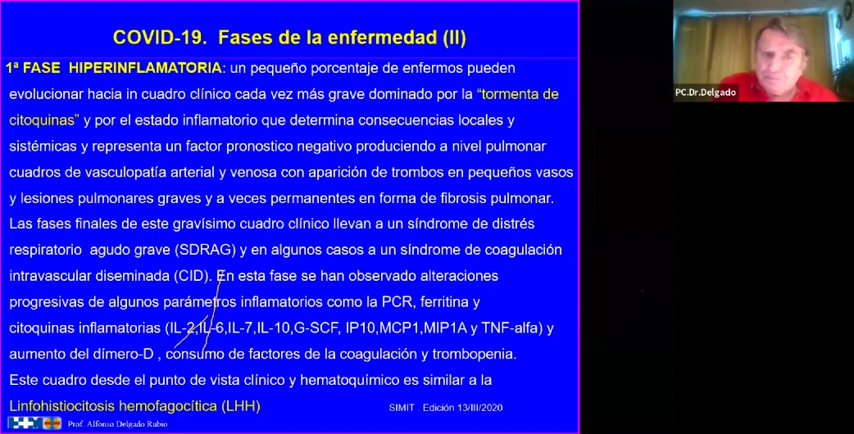 COVID-19. Fases de la enfermedad (II)
1ª FASE HIPERINFLAMATORIA: un pequeño porcentaje de enfermos pueden
evolucionar hacia in cuadro clínico cada vez más grave dominado por la “tormenta de
citoquinas” y por el estado inflamatorio que determina consecuencias locales y
sistémicas y representa un factor pronostico negativo produciendo a nivel pulmonar
cuadros de vasculopatía arterial y venosa con aparición de trombos en pequeños vasos
y lesiones pulmonares graves y a veces permanentes en forma de fibrosis pulmonar.
Las fases finales de este gravísimo cuadro clínico llevan a un síndrome de distrés
respiratorio agudo grave (SDRAG) y en algunos casos a un síndrome de coagulación
intravascular diseminada (CID). En esta fase se han observado alteraciones
progresivas de algunos parámetros inflamatorios como la PCR, ferritina y
citoquinas inflamatorias (IL-2,IL-6,IL-7,IL-10,G-SCF, IP10,MCP1,MIP1A y TNF-alfa) y
aumento del dímero-D , consumo de factores de la coagulación y trombopenia.
Este cuadro desde el punto de vista clínico y hematoquímico es similar a la
Linfohistiocitosis hemofagocítica (LHH)
SIMIT . Edición 13/III/2020
Prof. Alfonso Delgado Rubio
PC.Dr.Delgado